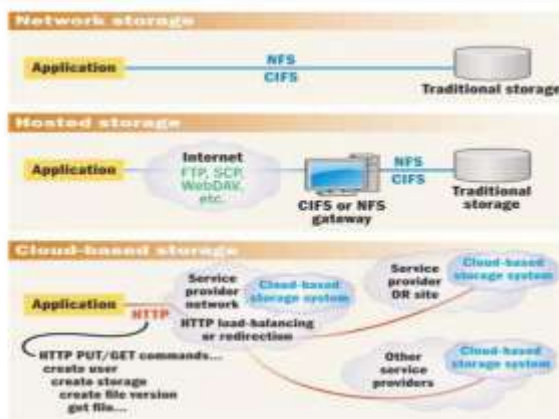 Network storage
Application
NFS
CIFS
Traditional storage
Hosted storage
Application
Internet
FTP, SCP,
WebDAV,
etc.
CIFS or NFS
gateway
NFS
CIFS
Traditional
storage
Cloud-based storage
Application
HTTP
Service
provider
network
Cloud-based
storage system
HTTP load-balancing
or redirection
Service
provider
DR site
Cloud-based
storage system
HTTP PUT/GET commands...
create user
create storage
create file version
get file...
Other
service
providers
Cloud-based
storage system